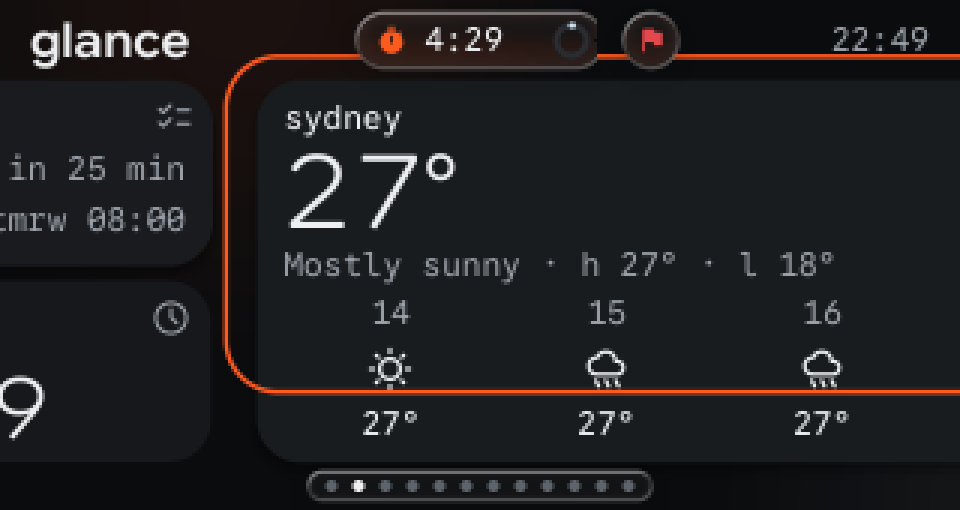 glance
4:29
22:49
in 25 min
tmrw 08:00
9
sydney
27°
Mostly sunny · h 27° · l 18°
14 15 16
27° 27° 27°